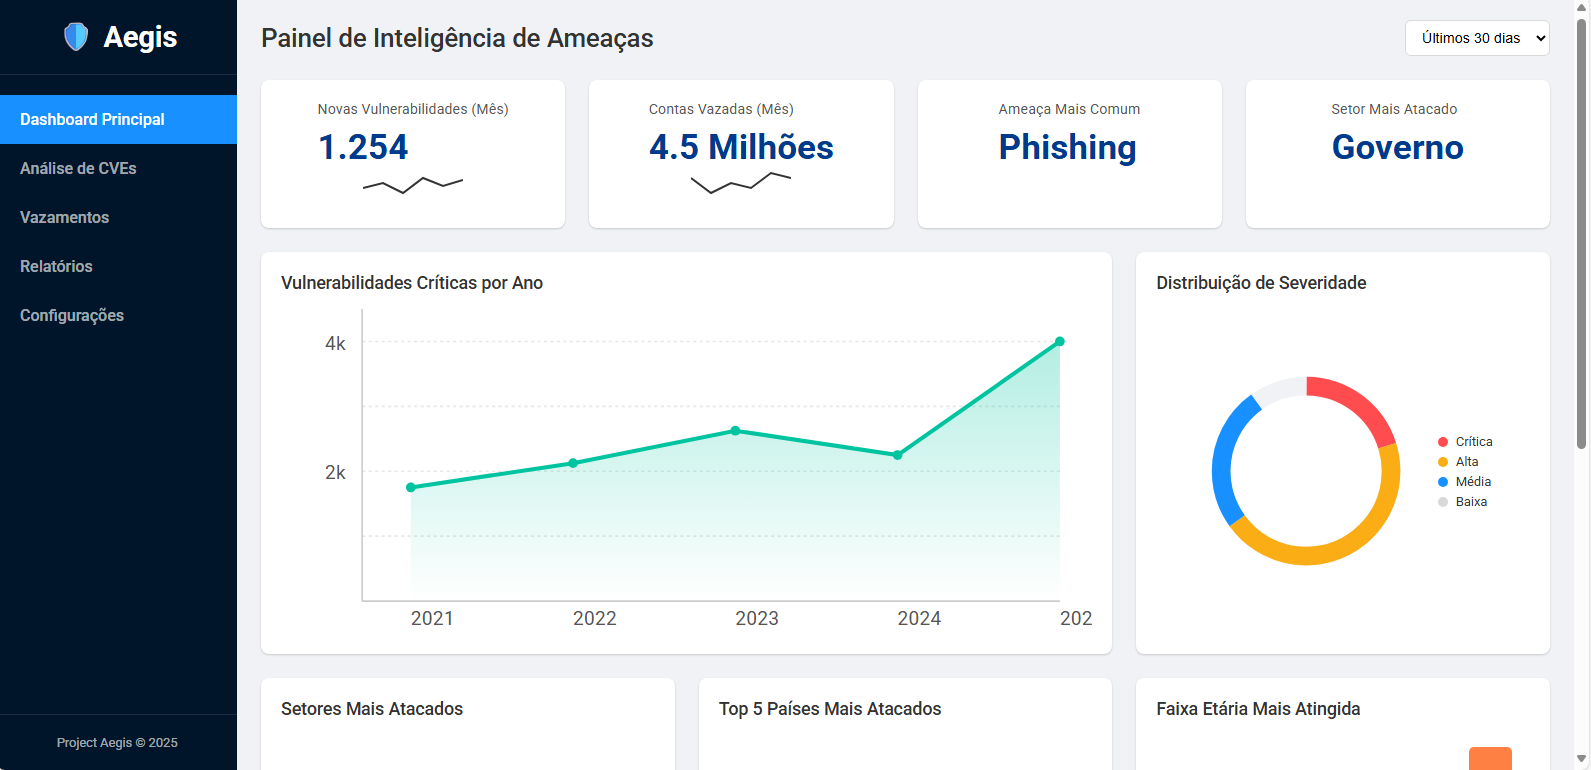 Aegis
Dashboard Principal
Análise de CVEs
Vazamentos
Relatórios
Configurações
Project Aegis © 2025
Painel de Inteligência de Ameaças
Últimos 30 dias
Novas Vulnerabilidades (Mês)
1.254
Contas Vazadas (Mês)
4.5 Milhões
Ameaça Mais Comum
Phishing
Setor Mais Atacado
Governo
Vulnerabilidades Críticas por Ano
4k
2k
2021
2022
2023
2024
202
Distribuição de Severidade
Crítica
Alta
Média
Baixa
Setores Mais Atacados
Top 5 Países Mais Atacados
Faixa Etária Mais Atingida